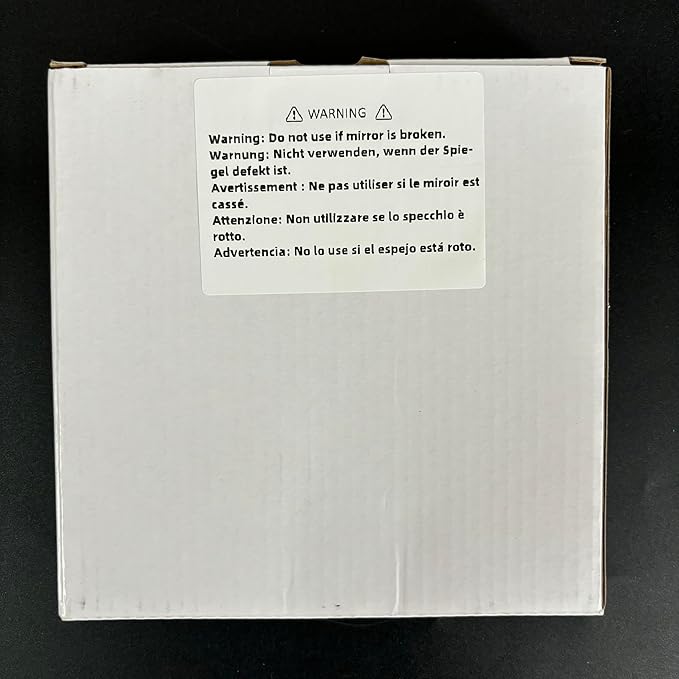 ⚠ WARNING ⚠
Warning: Do not use if mirror is broken.
Warnung: Nicht verwenden, wenn der Spie-
gel defekt ist.
Avertissement : Ne pas utiliser si le miroir est
cassé.
Attenzione: Non utilizzare se lo specchio è
rotto.
Advertencia: No lo use si el espejo está roto.